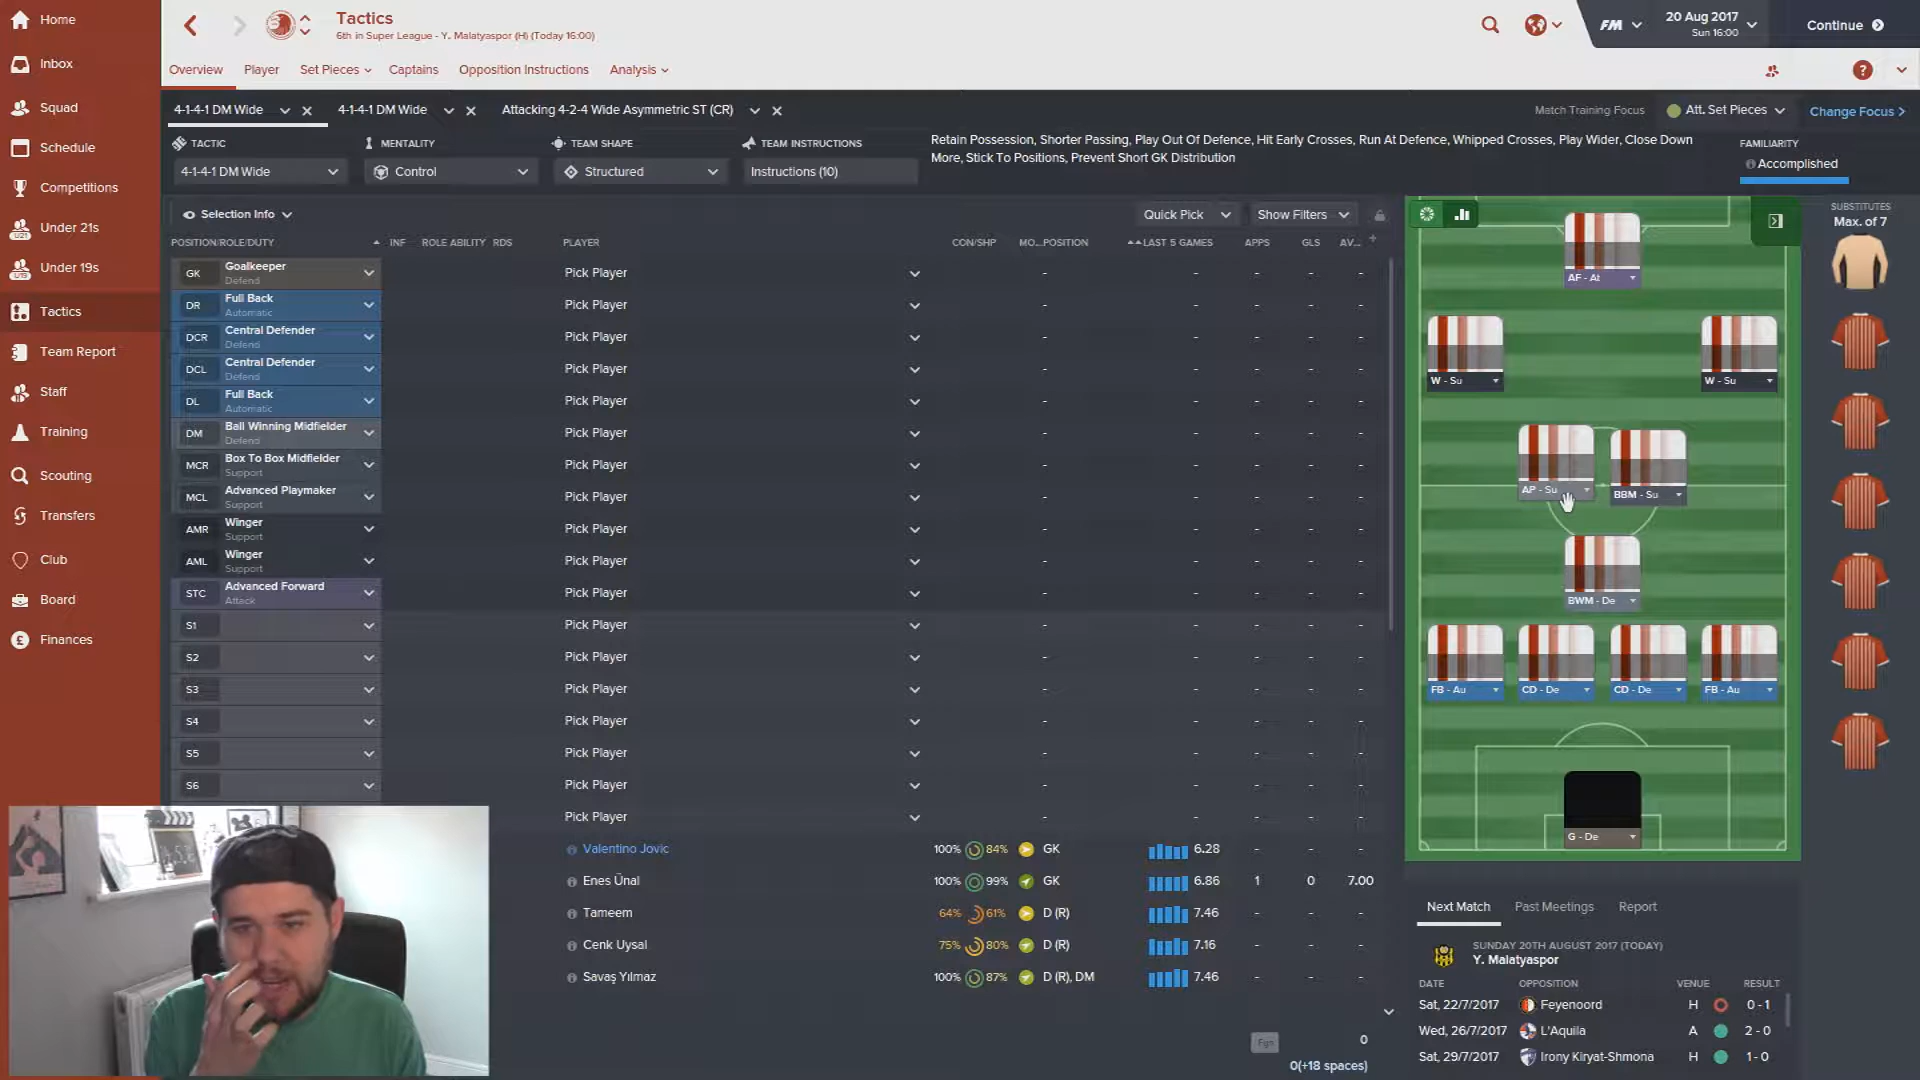 Home
Inbox
Squad
Schedule
Competitions
Under 21s
Under 19s
Tactics
Team Report
Staff
Training
Scouting
Transfers
Club
Board
Finances
Tactics
6th in Super League - Y. Malatyaspor (H) (Today 16:00)
FM
20 Aug 2017
Sun 16:00
Continue
Overview Player Set Pieces Captains Opposition Instructions Analysis
4-1-4-1 DM Wide 4-1-4-1 DM Wide Attacking 4-2-4 Wide Asymmetric ST (CR)
Match Training Focus Att. Set Pieces Change Focus >
TACTIC MENTALITY TEAM SHAPE TEAM INSTRUCTIONS
4-1-4-1 DM Wide Control Structured Instructions (10)
Retain Possession, Shorter Passing, Play Out Of Defence, Hit Early Crosses, Run At Defence, Whipped Crosses, Play Wider, Close Down
More, Stick To Positions, Prevent Short GK Distribution
FAMILIARITY
Accomplished
Selection Info Quick Pick Show Filters
POSITION/ROLE/DUTY INF ROLE ABILITY RDS PLAYER CON/SHP MO... POSITION LAST 5 GAMES APPS GLS AV...
GK Goalkeeper Pick Player - - - - -
Defend
DR Full Back Pick Player - - - - -
Automatic
DCR Central Defender Pick Player - - - - -
Defend
DCL Central Defender Pick Player - - - - -
Defend
DL Full Back Pick Player - - - - -
Automatic
DM Ball Winning Midfielder Pick Player - - - - -
Defend
MCR Box To Box Midfielder Pick Player - - - - -
Support
MCL Advanced Playmaker Pick Player - - - - -
Support
AMR Winger Pick Player - - - - -
Support
AML Winger Pick Player - - - - -
Support
STC Advanced Forward Pick Player - - - - -
Attack
S1 Pick Player - - - - -
S2 Pick Player - - - - -
S3 Pick Player - - - - -
S4 Pick Player - - - - -
S5 Pick Player - - - - -
S6 Pick Player - - - - -
Pick Player - - - - -
Valentino Jovic 100% 84% GK 6.28 - - -
Enes Ünal 100% 99% GK 6.86 1 0 7.00
Tameem 64% 61% D (R) 7.46 - - -
Cenk Uysal 75% 80% D (R) 7.16 - - -
Savaş Yılmaz 100% 87% D (R), DM 7.46 - - -
Fgn 0
0(+18 spaces)
AF - At
W - Su W - Su
AP - Su BBM - Su
BWM - De
FB - Au CD - De CD - De FB - Au
G - De
SUBSTITUTES
Max. of 7
Next Match Past Meetings Report
SUNDAY 20TH AUGUST 2017 (TODAY)
Y. Malatyaspor
DATE OPPOSITION VENUE RESULT
Sat, 22/7/2017 Feyenoord H 0 - 1
Wed, 26/7/2017 L'Aquila A 2 - 0
Sat, 29/7/2017 Irony Kiryat-Shmona H 1 - 0